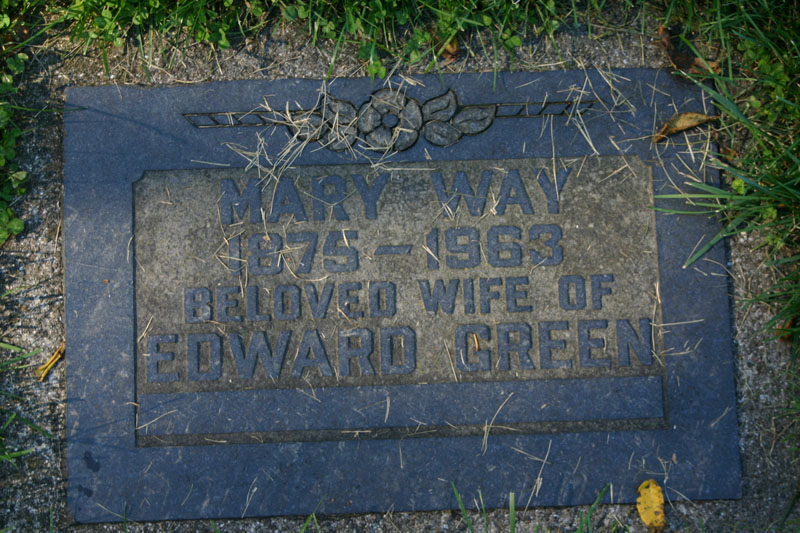 MARY WAY
1875-1963
BELOVED WIFE OF
EDWARD GREEN